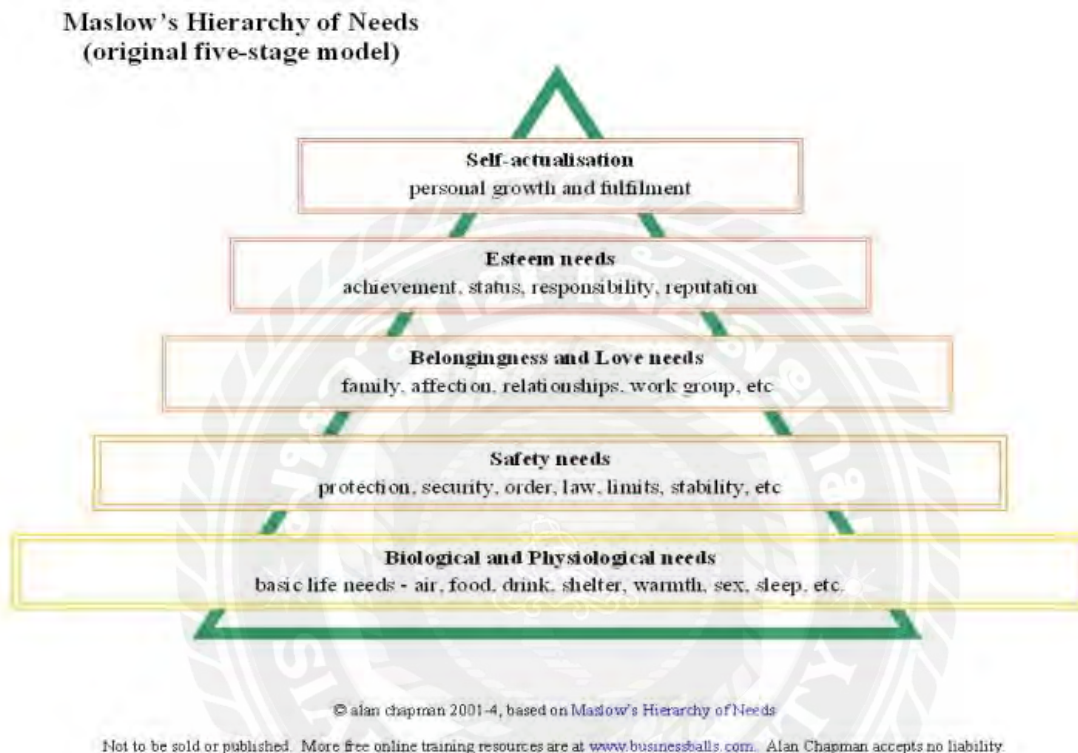 Maslow's Hierarchy of Needs
(original five-stage model)
Self-actualisation
personal growth and fulfilment
Esteem needs
achievement, status, responsibility, reputation
Belongingness and Love needs
family, affection, relationships, work group, etc
Safety needs
protection, security, order, law, limits, stability, etc
Biological and Physiological needs
basic life needs - air, food, drink, shelter, warmth, sex, sleep, etc.
© alan chapman 2001-4, based on Maslow's Hierarchy of Needs
Not to be sold or published. More free online training resources are at www.businessballs.com. Alan Chapman accepts no liability.